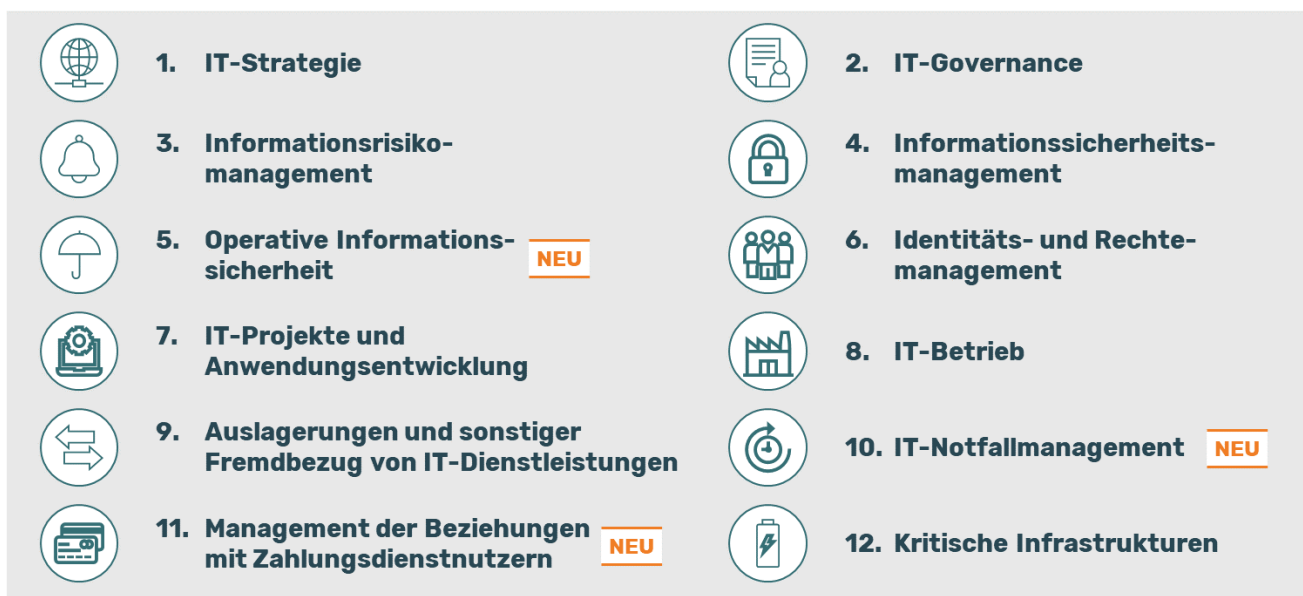 1. IT-Strategie
2. IT-Governance
3. Informationsrisiko-
management
4. Informationssicherheits-
management
5. Operative Informations-
sicherheit NEU
6. Identitäts- und Rechte-
management
7. IT-Projekte und
Anwendungsentwicklung
8. IT-Betrieb
9. Auslagerungen und sonstiger
Fremdbezug von IT-Dienstleistungen
10. IT-Notfallmanagement NEU
11. Management der Beziehungen
mit Zahlungsdienstnutzern NEU
12. Kritische Infrastrukturen